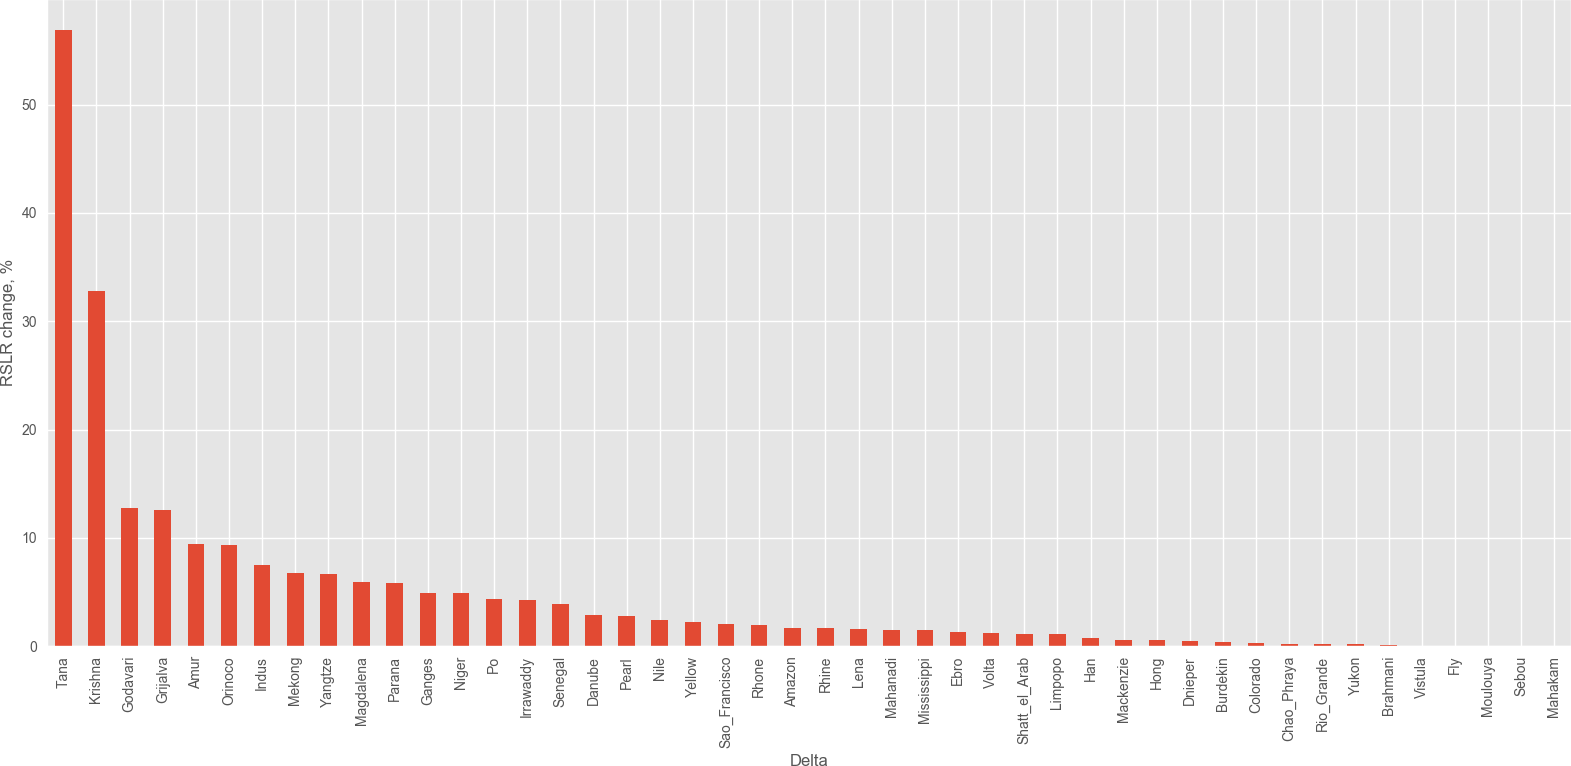 RSLR change, %
50
40
30
20
10
0
Tana
Krishna
Godavari
Grijalva
Amur
Orinoco
Indus
Mekong
Yangtze
Magdalena
Parana
Ganges
Niger
Po
Irrawaddy
Senegal
Danube
Pearl
Nile
Yellow
Sao_Francisco
Rhone
Amazon
Rhine
Lena
Mahanadi
Mississippi
Ebro
Volta
Shatt_el_Arab
Limpopo
Han
Mackenzie
Hong
Dnieper
Burdekin
Colorado
Chao_Phraya
Rio_Grande
Yukon
Brahmani
Vistula
Fly
Moulouya
Sebou
Mahakam
Delta